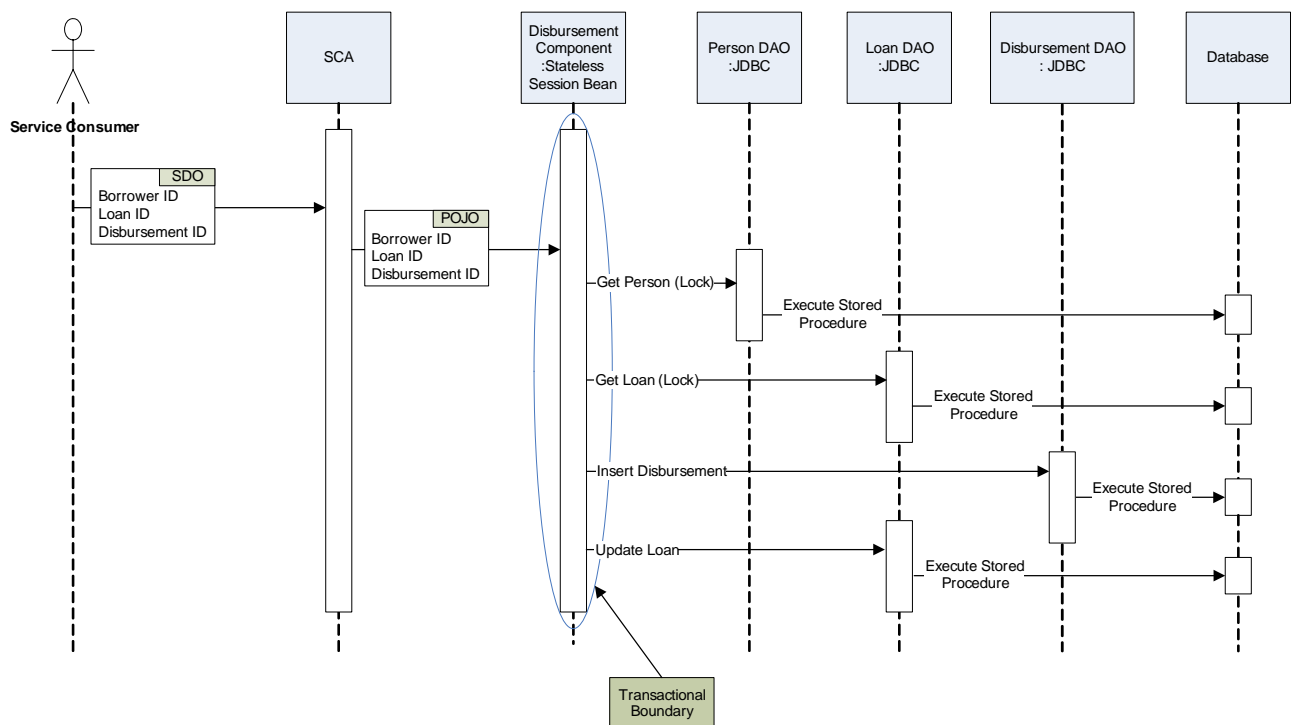 Service Consumer
SCA
Disbursement
Component
:Stateless
Session Bean
Person DAO
:JDBC
Loan DAO
:JDBC
Disbursement DAO
: JDBC
Database
SDO
Borrower ID
Loan ID
Disbursement ID
POJO
Borrower ID
Loan ID
Disbursement ID
Get Person (Lock)
Execute Stored
Procedure
Get Loan (Lock)
Execute Stored
Procedure
Insert Disbursement
Execute Stored
Procedure
Update Loan
Execute Stored
Procedure
Transactional
Boundary